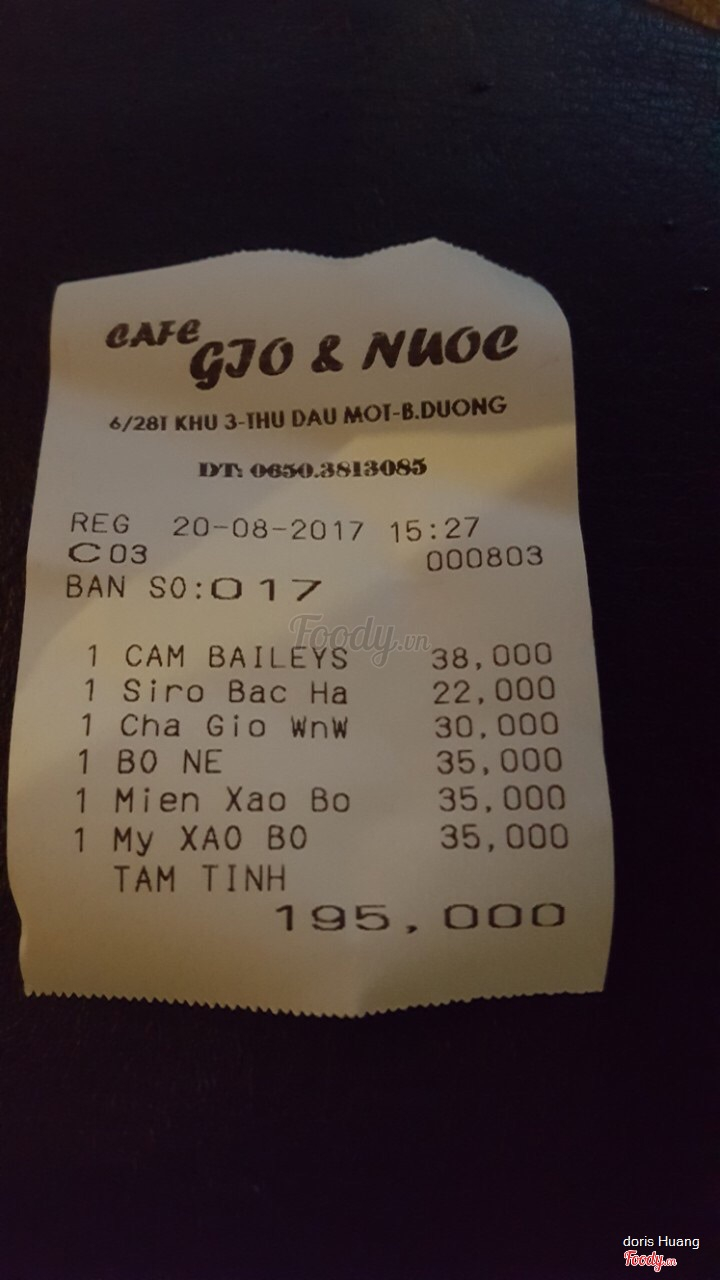 CAFE GIO & NUOC
6/28T KHU 3-THU DAU MOT-B.DUONG
DT: 0650.3813085
REG 20-08-2017 15:27
C03 000803
BAN SO:017
Foody.vn
1 CAM BAILEYS 38,000
1 Siro Bac Ha 22,000
1 Cha Gio WnW 30,000
1 BO NE 35,000
1 Mien Xao Bo 35,000
1 My XAO BO 35,000
TAM TINH
195,000
doris Huang
Foody.vn